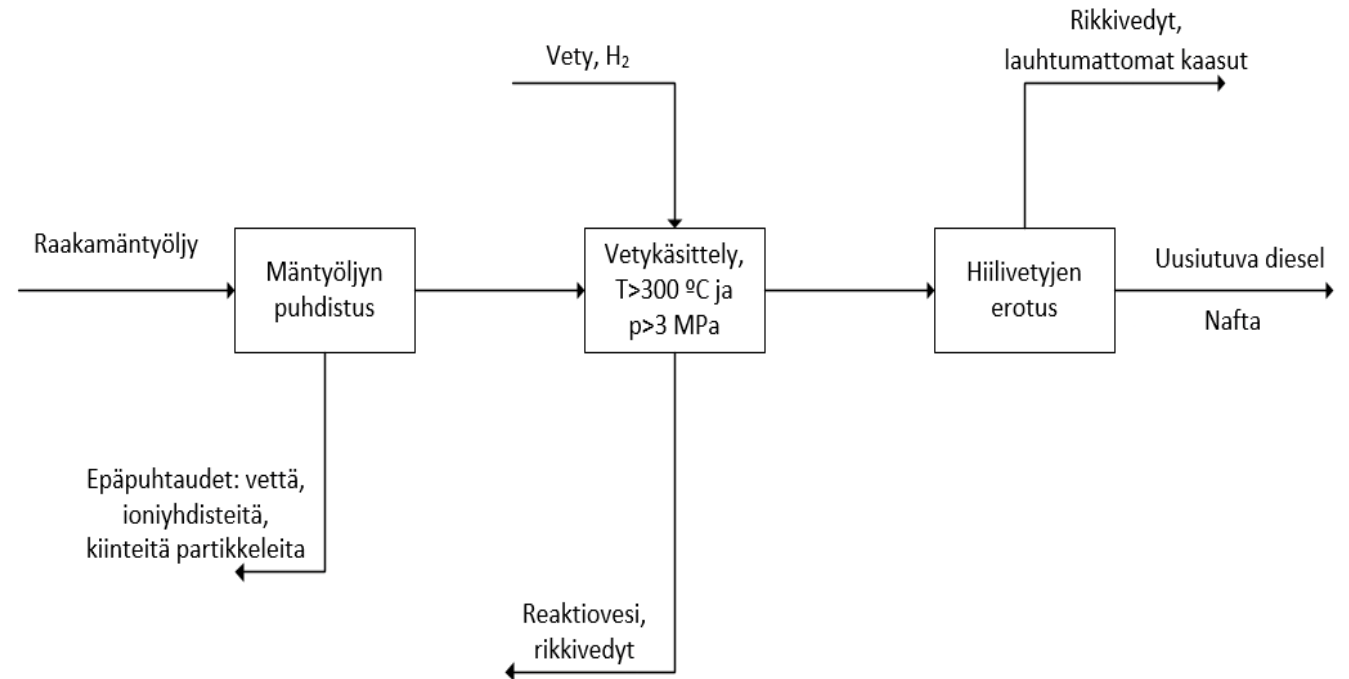 Rikkivedyt,
lauhtumattomat kaasut
Vety, H₂
Raakamäntyöljy
Mäntyöljyn
puhdistus
Vetykäsittely,
T>300 ºC ja
p>3 MPa
Hiilivetyjen
erotus
Uusiutuva diesel
Nafta
Epäpuhtaudet: vettä,
ioniyhdisteitä,
kiinteitä partikkeleita
Reaktiovesi,
rikkivedyt